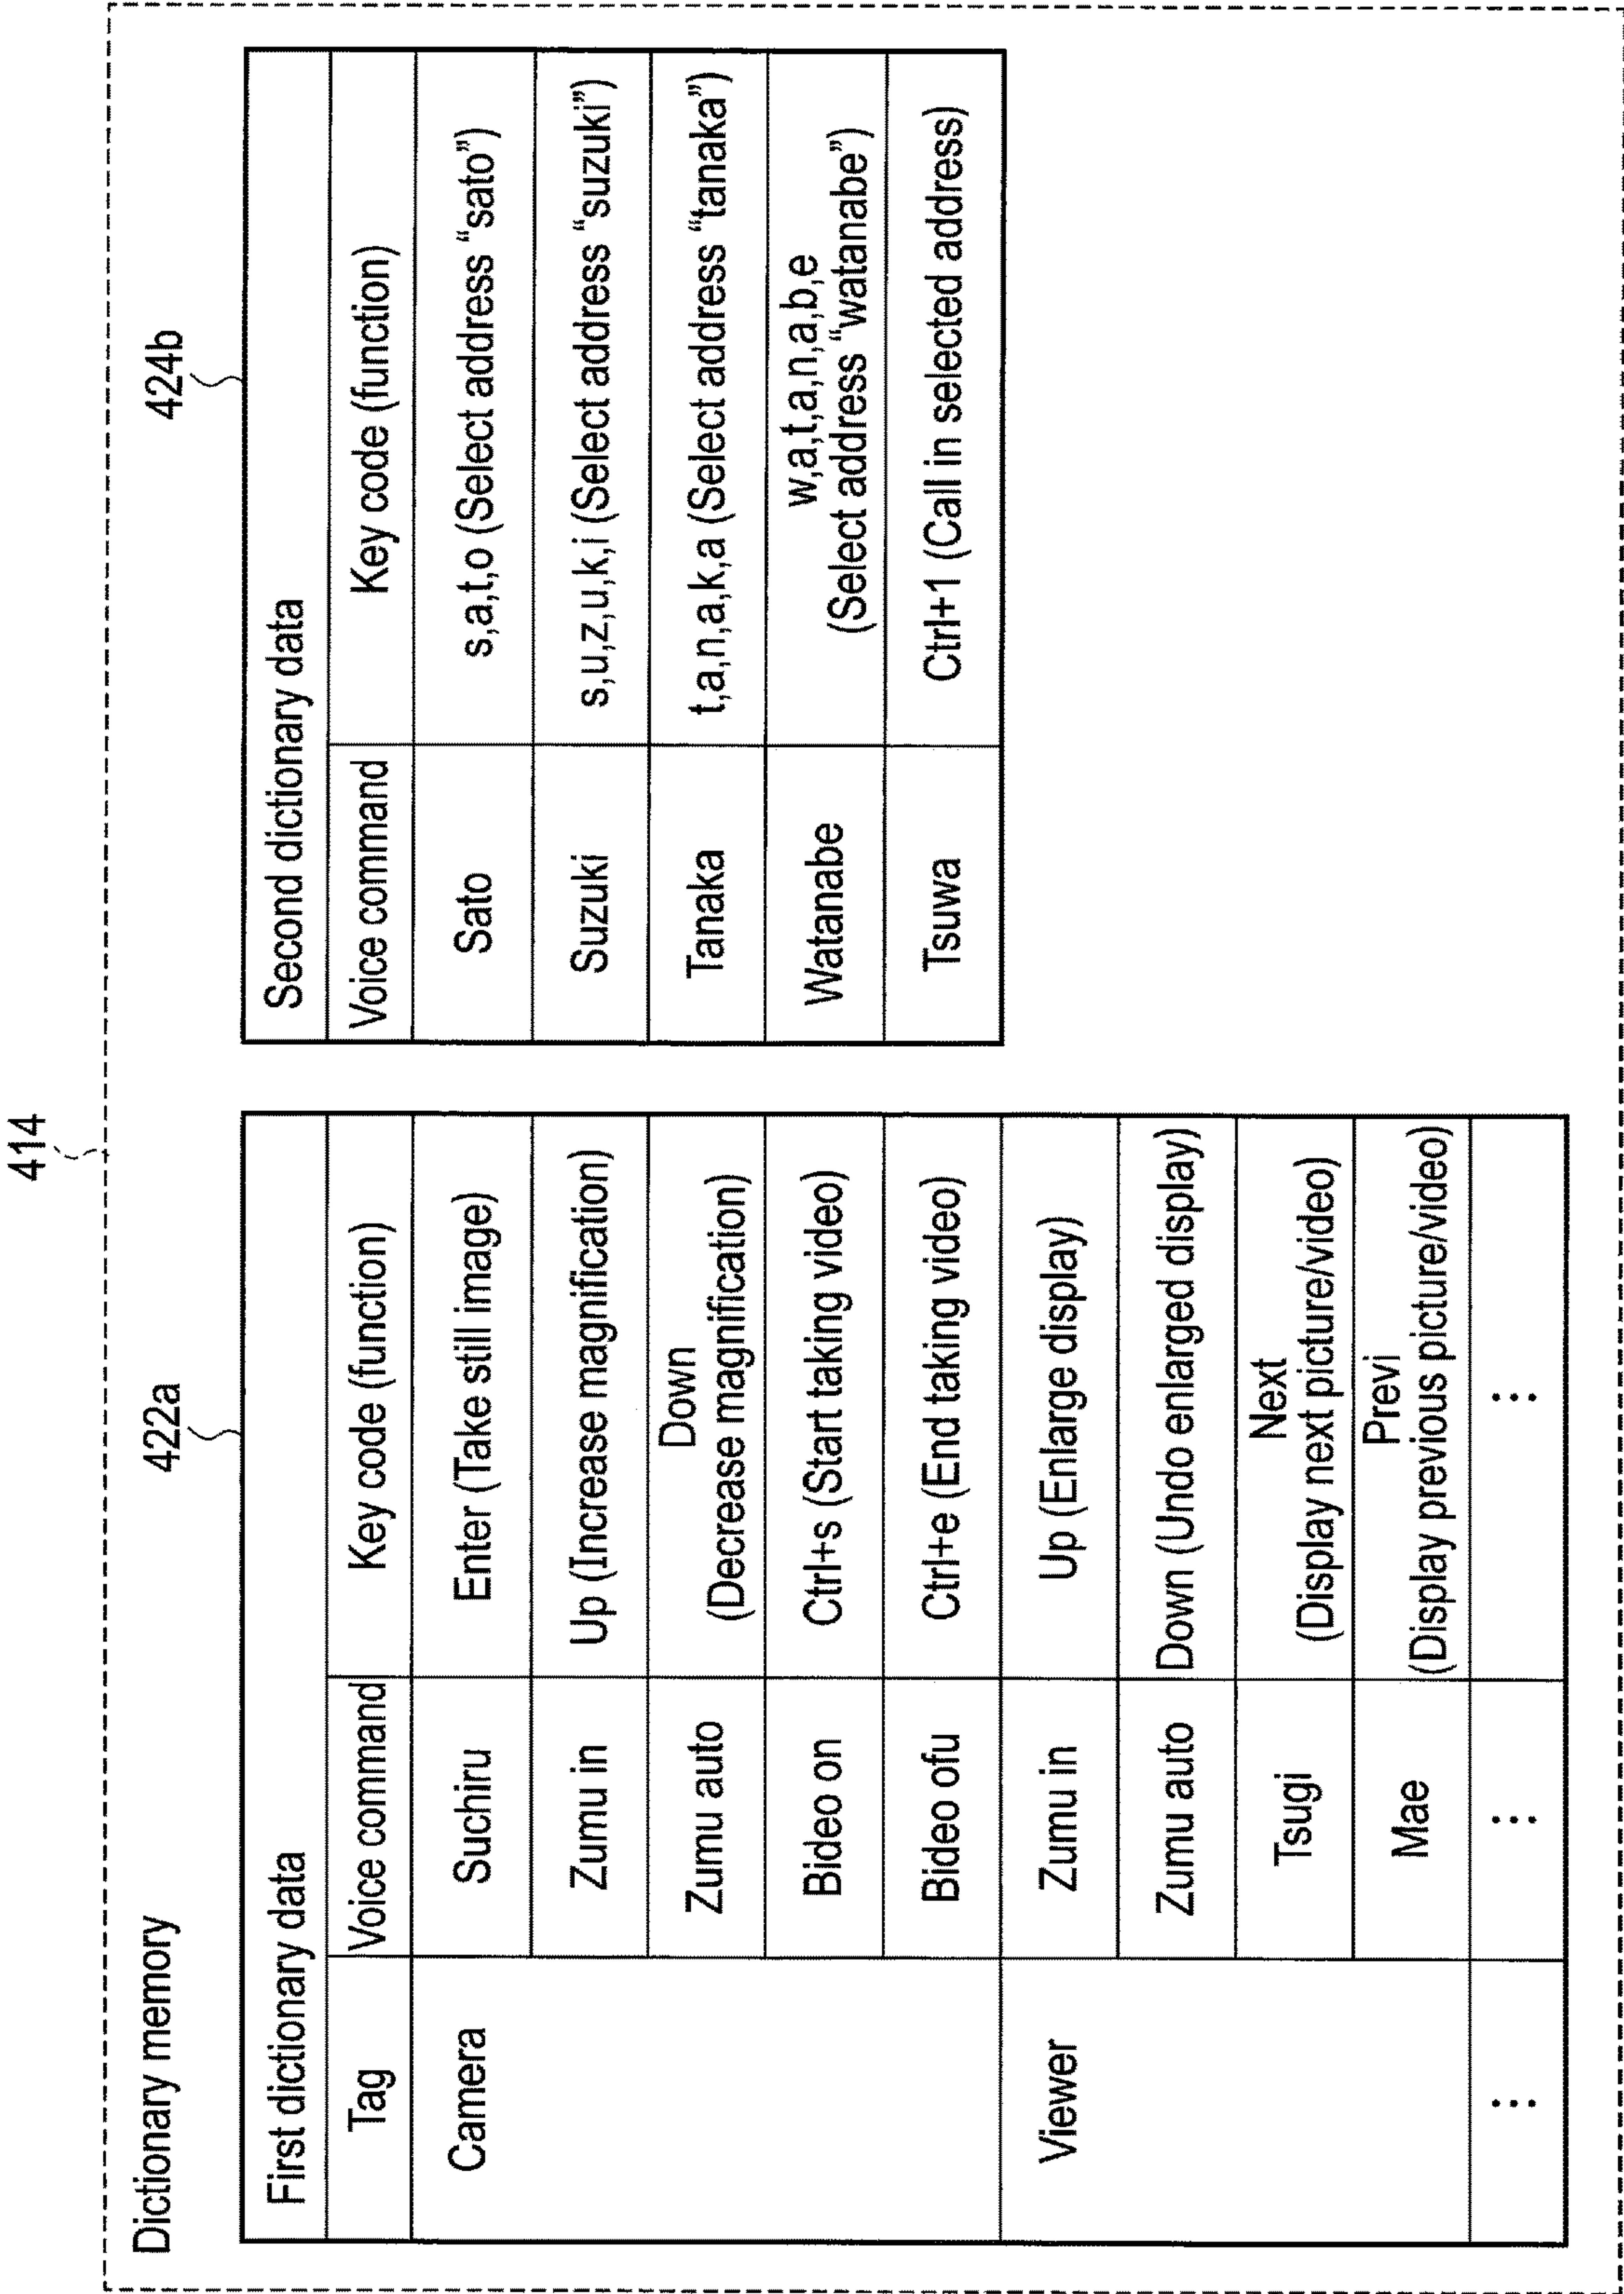 414
Dictionary memory
422a
First dictionary data
Tag Voice command Key code (function)
Camera Suchiru Enter (Take still image)
Zumu in Up (Increase magnification)
Zumu auto Down
(Decrease magnification)
Bideo on Ctrl+s (Start taking video)
Bideo ofu Ctrl+e (End taking video)
Viewer Zumu in Up (Enlarge display)
Zumu auto Down (Undo enlarged display)
Tsugi Next
(Display next picture/video)
Mae Previ
(Display previous picture/video)
⋮ ⋮ ⋮
424b
Second dictionary data
Voice command Key code (function)
Sato s,a,t,o (Select address “sato”)
Suzuki s,u,z,u,k,i (Select address “suzuki”)
Tanaka t,a,n,a,k,a (Select address “tanaka”)
Watanabe w,a,t,a,n,a,b,e
(Select address “watanabe”)
Tsuwa Ctrl+1 (Call in selected address)